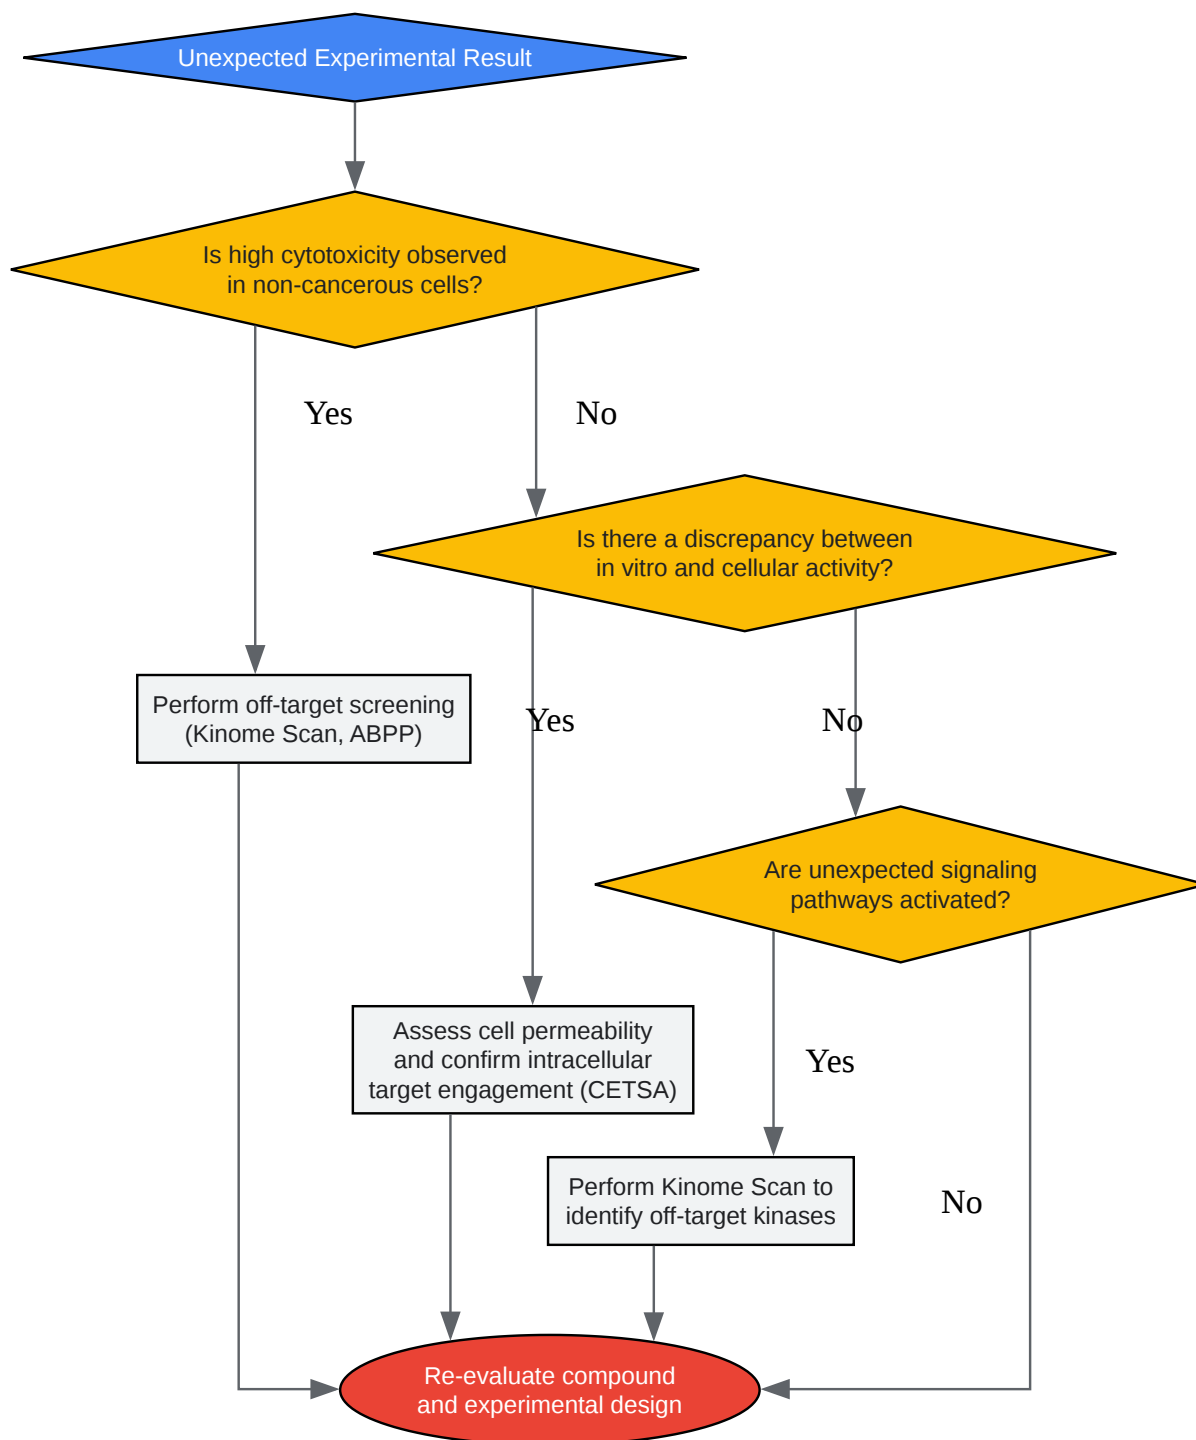 Unexpected Experimental Result
Is high cytotoxicity observed
in non-cancerous cells?
Yes
No
Is there a discrepancy between
in vitro and cellular activity?
Perform off-target screening
(Kinome Scan, ABPP)
Yes
No
Are unexpected signaling
pathways activated?
Assess cell permeability
and confirm intracellular
target engagement (CETSA)
Yes
Perform Kinome Scan to
identify off-target kinases
No
Re-evaluate compound
and experimental design